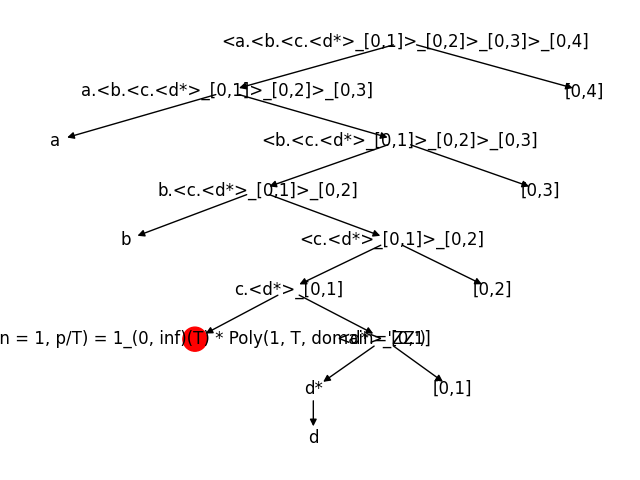 <a.<b.<c.<d*>_[0,1]>_[0,2]>_[0,3]>_[0,4]
a.<b.<c.<d*>_[0,1]>_[0,2]>_[0,3]
[0,4]
a
<b.<c.<d*>_[0,1]>_[0,2]>_[0,3]
b.<c.<d*>_[0,1]>_[0,2]
[0,3]
b
<c.<d*>_[0,1]>_[0,2]
c.<d*>_[0,1]
[0,2]
n = 1, p/T) = 1_(0, inf)(T) * Poly(1, T, domain='ZZ')
<d*>_[0,1]
d*
[0,1]
d